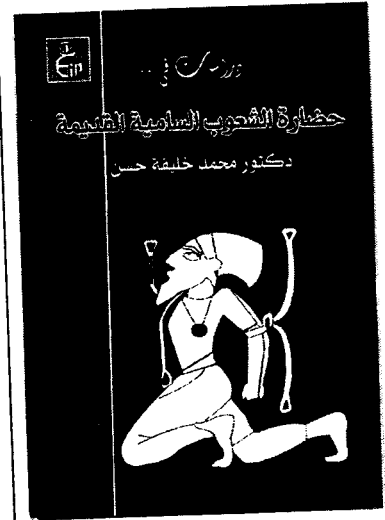 دراسات في ..
حضارة الشعوب السامية القديمة
دكتور محمد خليفة حسن